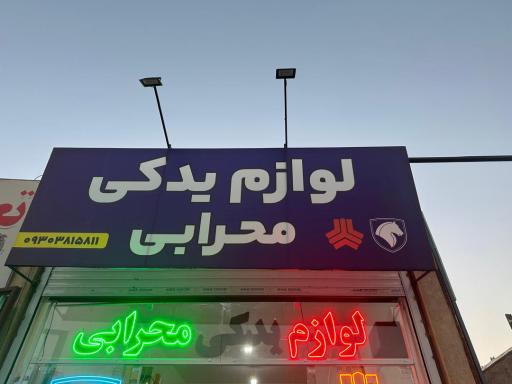 لوازم یدکی
محرابی
۰۹۳۰۳۸۱۵۸۱۱
لوازم یدکی محرابی